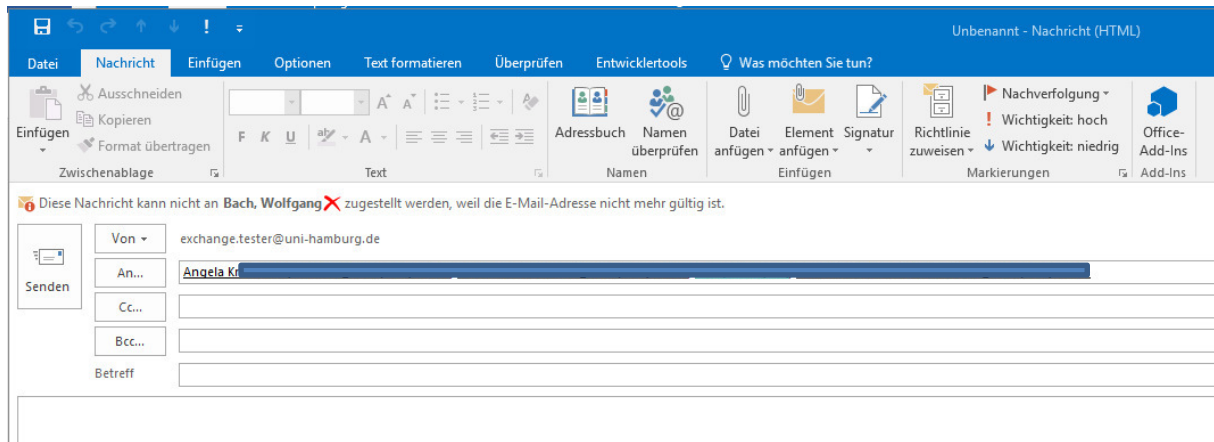 Unbenannt - Nachricht (HTML)
Datei Nachricht Einfügen Optionen Text formatieren Überprüfen Entwicklertools Was möchten Sie tun?
Einfügen
Ausschneiden
Kopieren
Format übertragen
Zwischenablage
F K U
Text
Adressbuch
Namen überprüfen
Namen
Datei anfügen
Element anfügen
Signatur
Einfügen
Richtlinie zuweisen
Nachverfolgung
Wichtigkeit: hoch
Wichtigkeit: niedrig
Markierungen
Office-Add-Ins
Add-Ins
Diese Nachricht kann nicht an Bach, Wolfgang zugestellt werden, weil die E-Mail-Adresse nicht mehr gültig ist.
Senden
Von exchange.tester@uni-hamburg.de
An... Angela
Cc...
Bcc...
Betreff